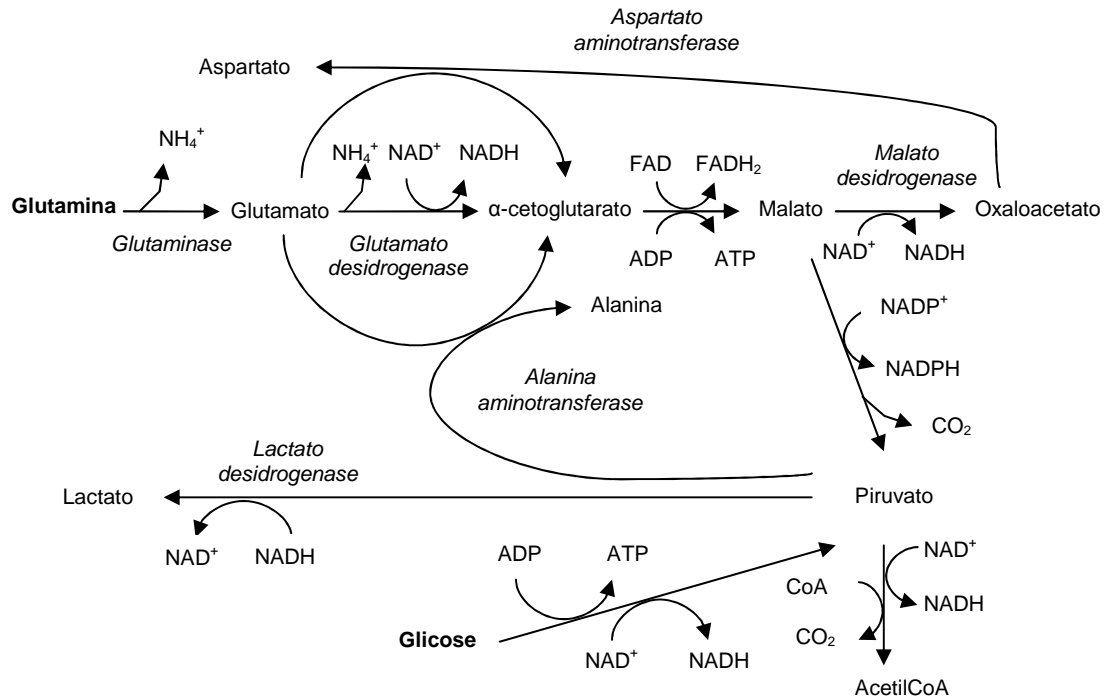 Aspartato
aminotransferase
Aspartato
NH₄⁺
NH₄⁺
NAD⁺
NADH
FAD
FADH₂
Malato
desidrogenase
Glutamina
Glutamato
α-cetoglutarato
Malato
Oxaloacetato
Glutaminase
Glutamato
desidrogenase
ADP
ATP
NAD⁺
NADH
Alanina
NADP⁺
NADPH
Alanina
aminotransferase
CO₂
Lactato
desidrogenase
Lactato
Piruvato
NAD⁺
NADH
ADP
ATP
NAD⁺
CoA
NADH
Glicose
CO₂
NAD⁺
NADH
AcetilCoA